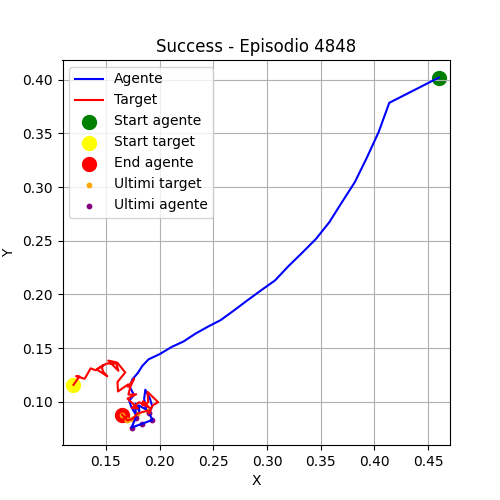 Success - Episodio 4848
Agente
Target
Start agente
Start target
End agente
Ultimi target
Ultimi agente
Y
0.40
0.35
0.30
0.25
0.20
0.15
0.10
0.15
0.20
0.25
0.30
0.35
0.40
0.45
X